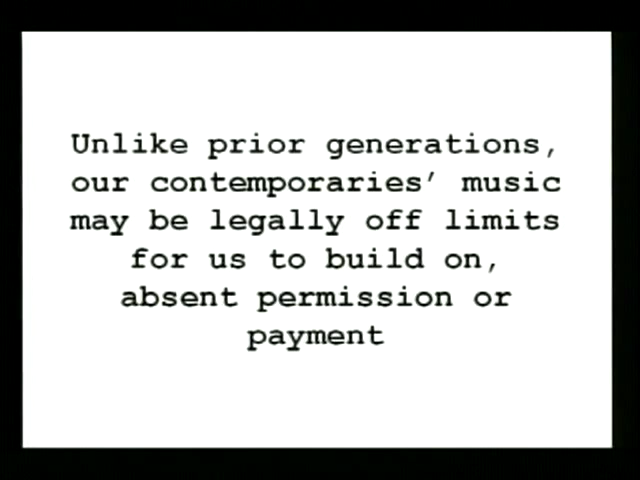 Unlike prior generations,
our contemporaries’ music
may be legally off limits
for us to build on,
absent permission or
payment